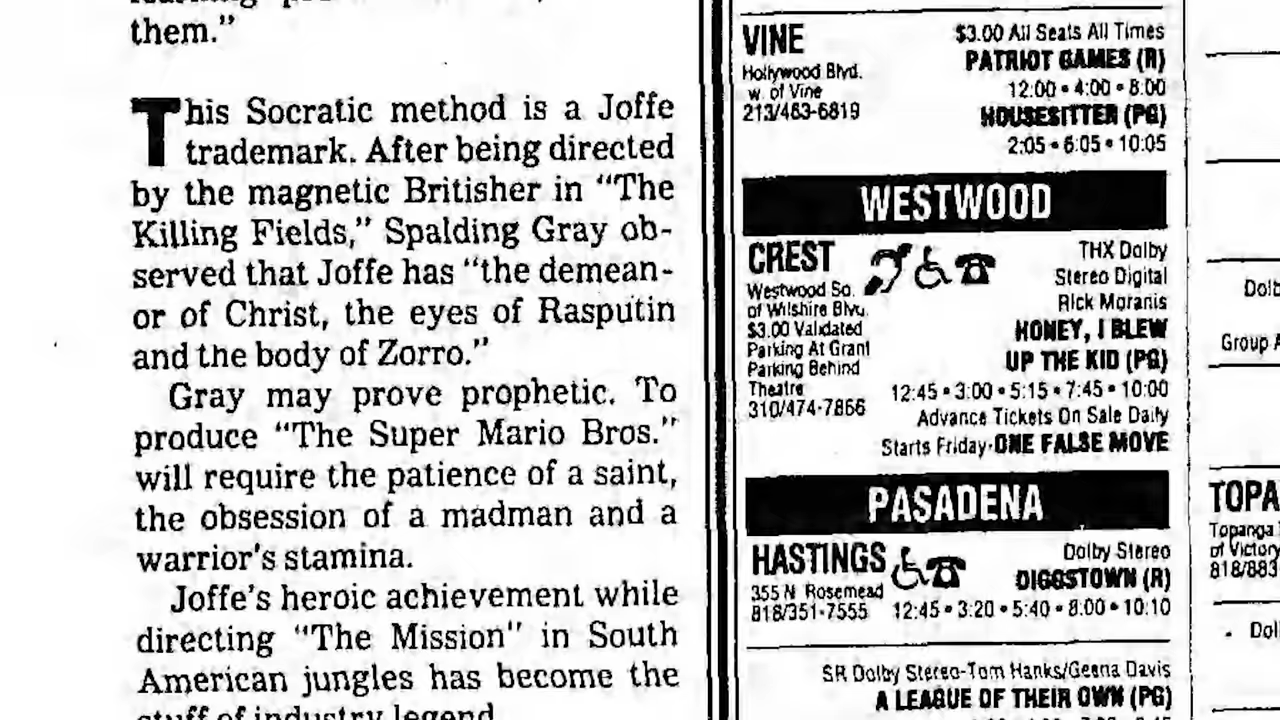 them."
This Socratic method is a Joffe
trademark. After being directed
by the magnetic Britisher in "The
Killing Fields," Spalding Gray ob-
served that Joffe has "the demean-
or of Christ, the eyes of Rasputin
and the body of Zorro."
Gray may prove prophetic. To
produce "The Super Mario Bros."
will require the patience of a saint,
the obsession of a madman and a
warrior's stamina.
Joffe's heroic achievement while
directing "The Mission" in South
American jungles has become the
stuff of industry legend
VINE
Hollywood Blvd.
w. of Vine
213/463-6819
$3.00 All Seats All Times
PATRIOT GAMES (R)
12:00 • 4:00 • 8:00
HOUSESITTER (PG)
2:05 • 6:05 • 10:05
WESTWOOD
CREST
Westwood So.
of Wilshire Blvd.
$3.00 Validated
Parking At Grant
Parking Behind
Theatre
310/474-7866
THX Dolby
Stereo Digital
Rick Moranis
HONEY, I BLEW
UP THE KID (PG)
12:45 • 3:00 • 5:15 • 7:45 • 10:00
Advance Tickets On Sale Daily
Starts Friday-ONE FALSE MOVE
PASADENA
HASTINGS
355 N Rosemead
818/351-7555
Dolby Stereo
DIGGSTOWN (R)
12:45 • 3:20 • 5:40 • 8:00 • 10:10
SR Dolby Stereo-Tom Hanks/Geena Davis
A LEAGUE OF THEIR OWN (PG)
Dolb
Group A
TOPA
Topanga
of Victory
818/883
Dol